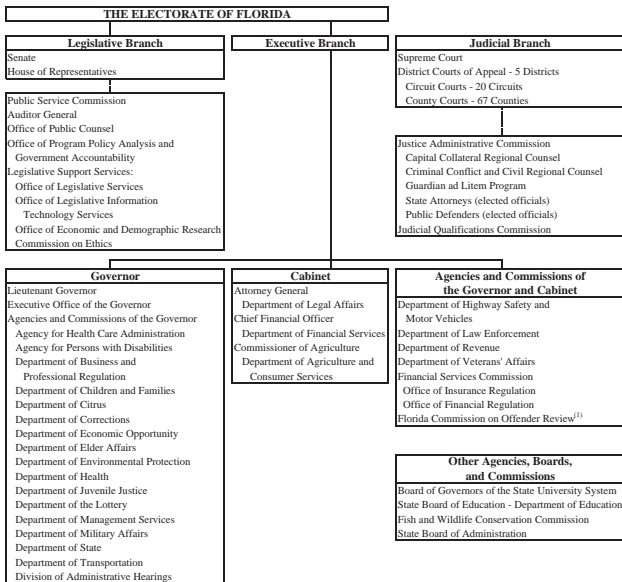 THE ELECTORATE OF FLORIDA
Legislative Branch
Senate
House of Representatives
Public Service Commission
Auditor General
Office of Public Counsel
Office of Program Policy Analysis and
Government Accountability
Legislative Support Services:
Office of Legislative Services
Office of Legislative Information
Technology Services
Office of Economic and Demographic Research
Commission on Ethics
Executive Branch
Judicial Branch
Supreme Court
District Courts of Appeal - 5 Districts
Circuit Courts - 20 Circuits
County Courts - 67 Counties
Justice Administrative Commission
Capital Collateral Regional Counsel
Criminal Conflict and Civil Regional Counsel
Guardian ad Litem Program
State Attorneys (elected officials)
Public Defenders (elected officials)
Judicial Qualifications Commission
Governor
Lieutenant Governor
Executive Office of the Governor
Agencies and Commissions of the Governor
Agency for Health Care Administration
Agency for Persons with Disabilities
Department of Business and
Professional Regulation
Department of Children and Families
Department of Citrus
Department of Corrections
Department of Economic Opportunity
Department of Elder Affairs
Department of Environmental Protection
Department of Health
Department of Juvenile Justice
Department of the Lottery
Department of Management Services
Department of Military Affairs
Department of State
Department of Transportation
Division of Administrative Hearings
Cabinet
Attorney General
Department of Legal Affairs
Chief Financial Officer
Department of Financial Services
Commissioner of Agriculture
Department of Agriculture and
Consumer Services
Agencies and Commissions of
the Governor and Cabinet
Department of Highway Safety and
Motor Vehicles
Department of Law Enforcement
Department of Revenue
Department of Veterans' Affairs
Financial Services Commission
Office of Insurance Regulation
Office of Financial Regulation
Florida Commission on Offender Review(1)
Other Agencies, Boards,
and Commissions
Board of Governors of the State University System
State Board of Education - Department of Education
Fish and Wildlife Conservation Commission
State Board of Administration